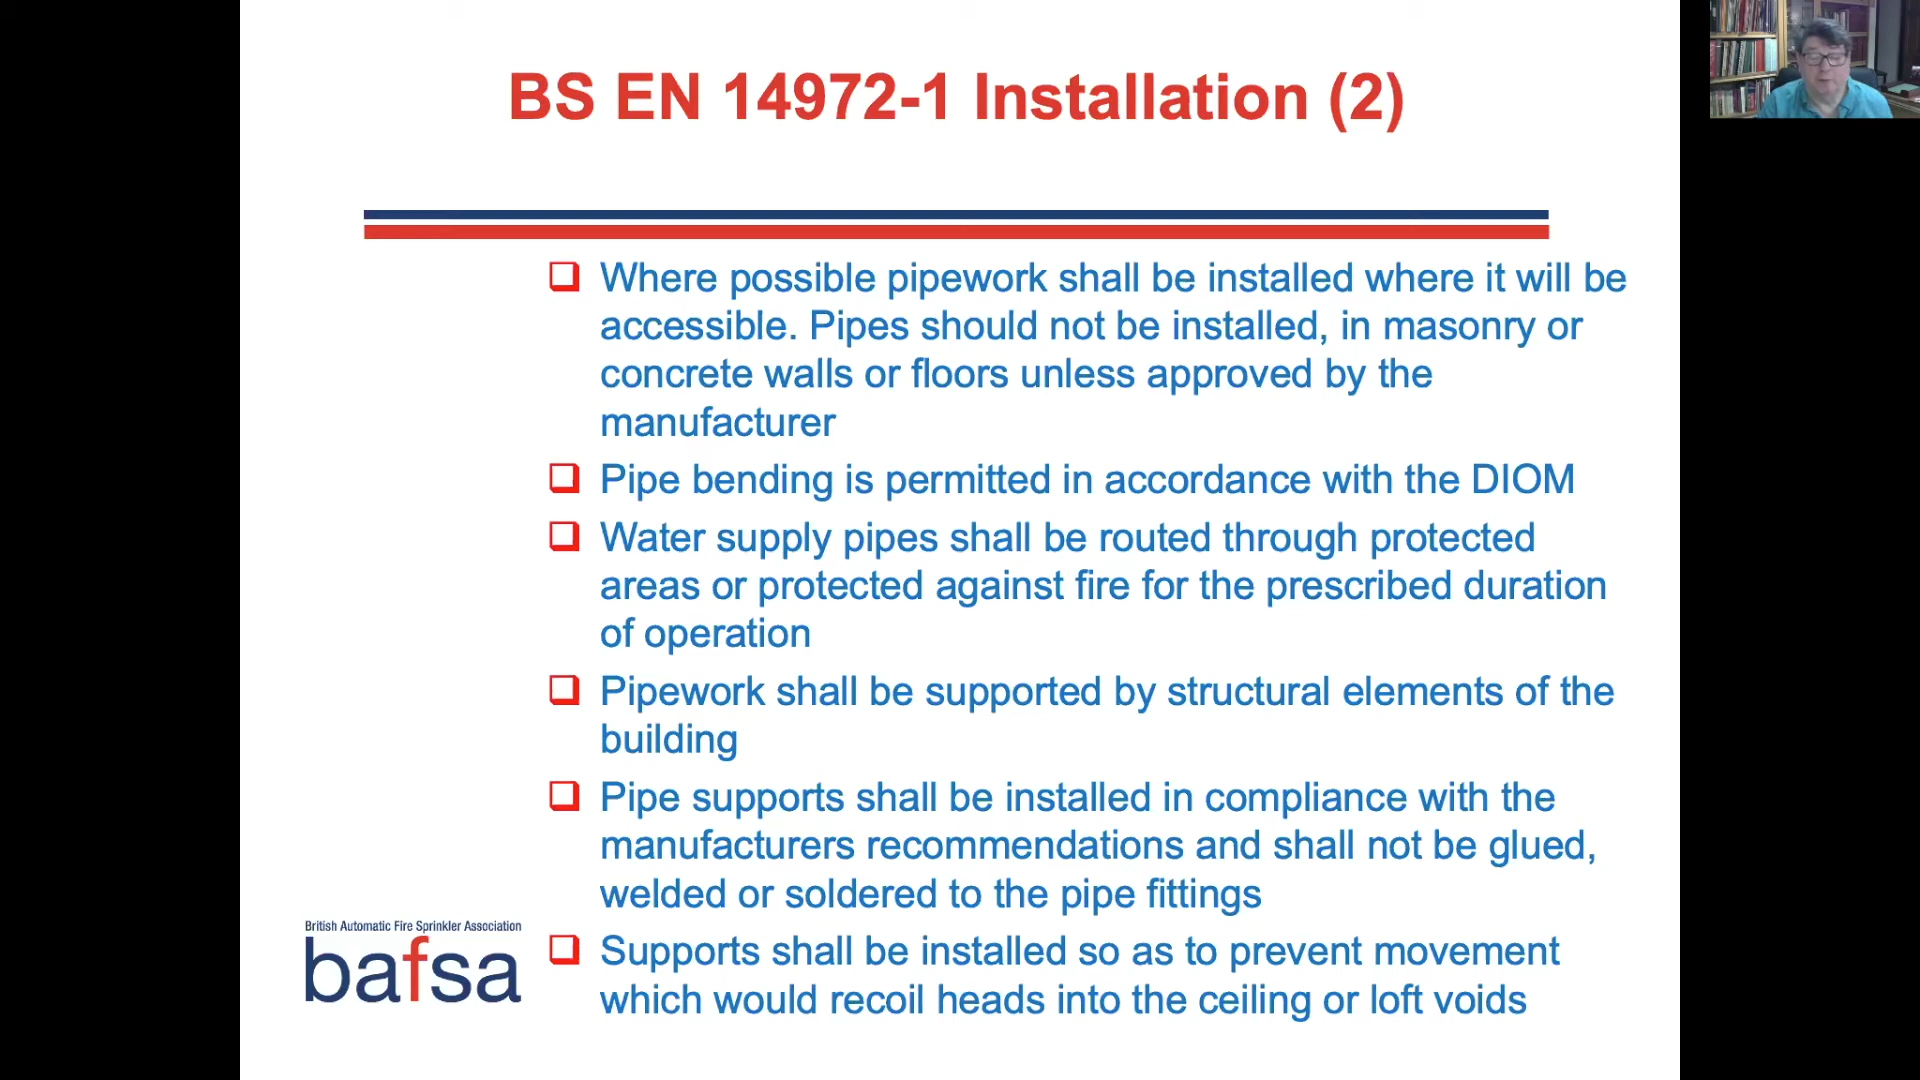 BS EN 14972-1 Installation (2)
Where possible pipework shall be installed where it will be
accessible. Pipes should not be installed, in masonry or
concrete walls or floors unless approved by the
manufacturer
Pipe bending is permitted in accordance with the DIOM
Water supply pipes shall be routed through protected
areas or protected against fire for the prescribed duration
of operation
Pipework shall be supported by structural elements of the
building
Pipe supports shall be installed in compliance with the
manufacturers recommendations and shall not be glued,
welded or soldered to the pipe fittings
Supports shall be installed so as to prevent movement
which would recoil heads into the ceiling or loft voids
British Automatic Fire Sprinkler Association
bafsa